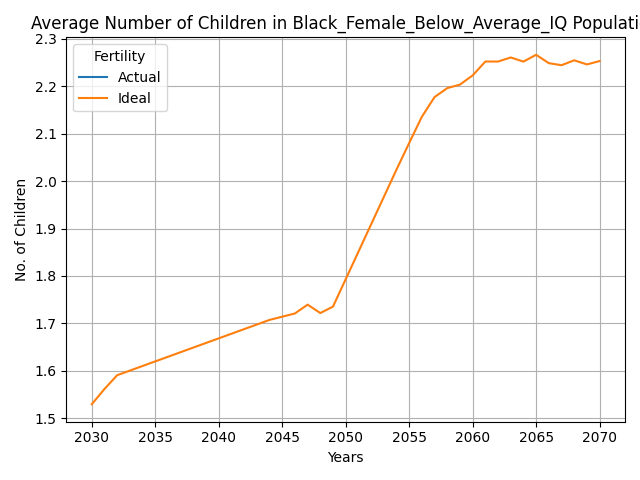 Average Number of Children in Black_Female_Below_Average_IQ Populati
2.3
2.2
2.1
2.0
1.9
1.8
1.7
1.6
1.5
No. of Children
Fertility
Actual
Ideal
2030 2035 2040 2045 2050 2055 2060 2065 2070
Years